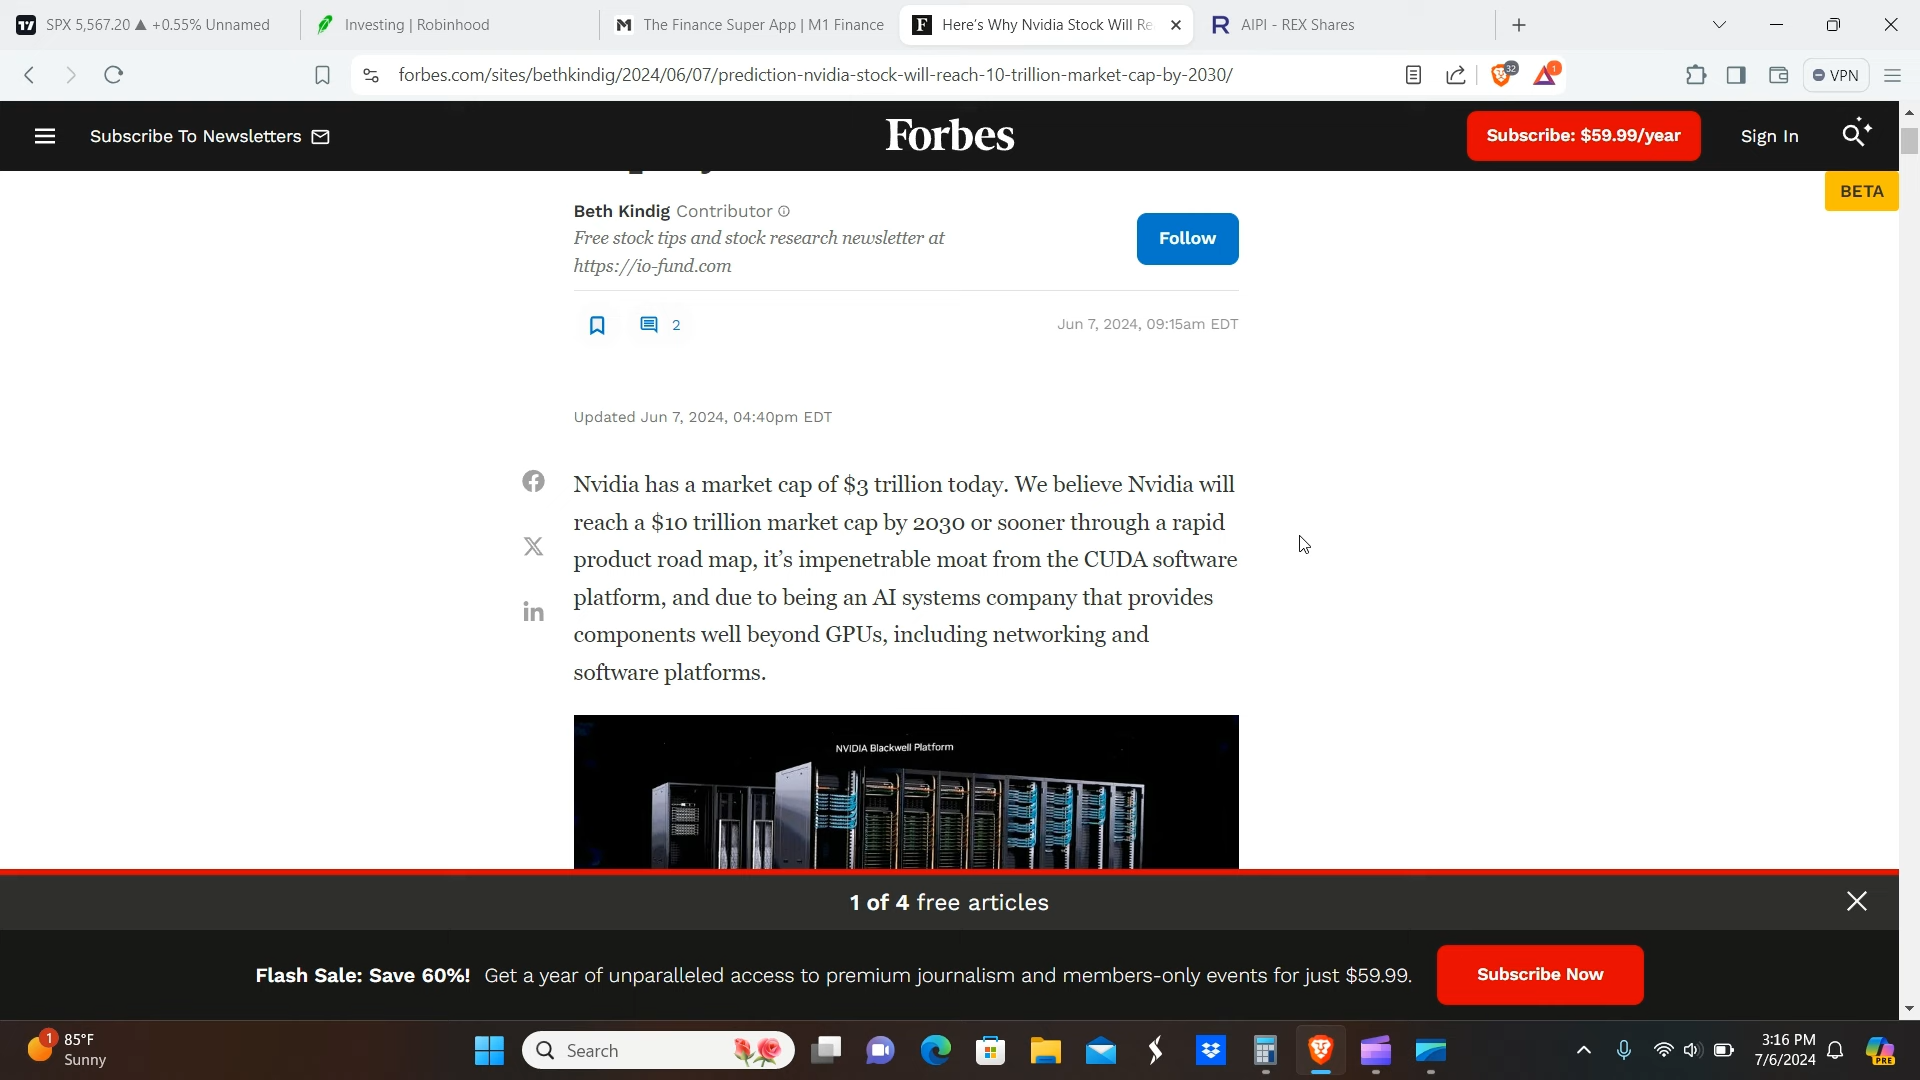 SPX 5,567.20 ▲ +0.55% Unnamed
Investing | Robinhood
The Finance Super App | M1 Finance
Here's Why Nvidia Stock Will Re
AIPI - REX Shares
forbes.com/sites/bethkindig/2024/06/07/prediction-nvidia-stock-will-reach-10-trillion-market-cap-by-2030/
32
1
VPN
Subscribe To Newsletters
Forbes
Subscribe: $59.99/year
Sign In
BETA
Beth Kindig Contributor
Follow
Free stock tips and stock research newsletter at
https://io-fund.com
2
Jun 7, 2024, 09:15am EDT
Updated Jun 7, 2024, 04:40pm EDT
Nvidia has a market cap of $3 trillion today. We believe Nvidia will
reach a $10 trillion market cap by 2030 or sooner through a rapid
product road map, it's impenetrable moat from the CUDA software
platform, and due to being an AI systems company that provides
components well beyond GPUs, including networking and
software platforms.
NVIDIA Blackwell Platform
1 of 4 free articles
Flash Sale: Save 60%! Get a year of unparalleled access to premium journalism and members-only events for just $59.99.
Subscribe Now
1
85°F
Sunny
Search
3:16 PM
7/6/2024
PRE